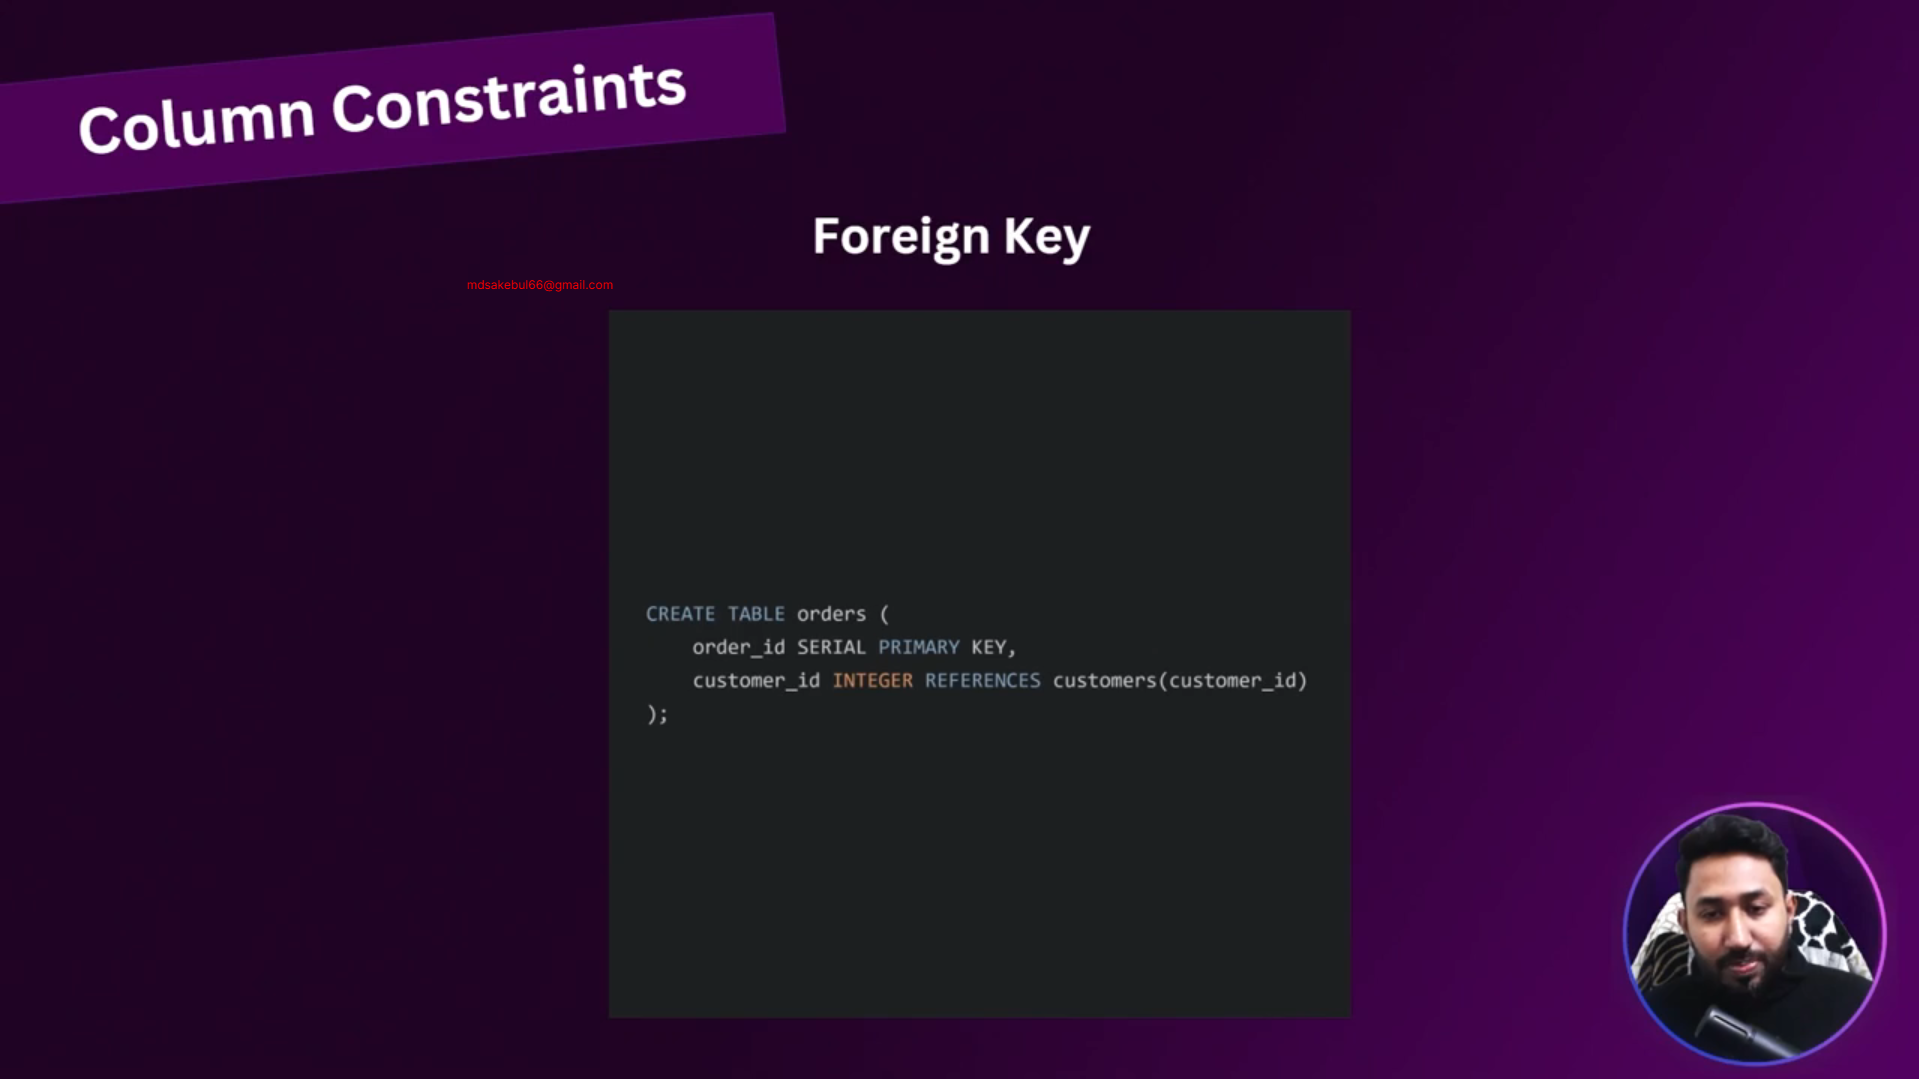 Column Constraints
Foreign Key
mdsakebul66@gmail.com
CREATE TABLE orders (
    order_id SERIAL PRIMARY KEY,
    customer_id INTEGER REFERENCES customers(customer_id)
);